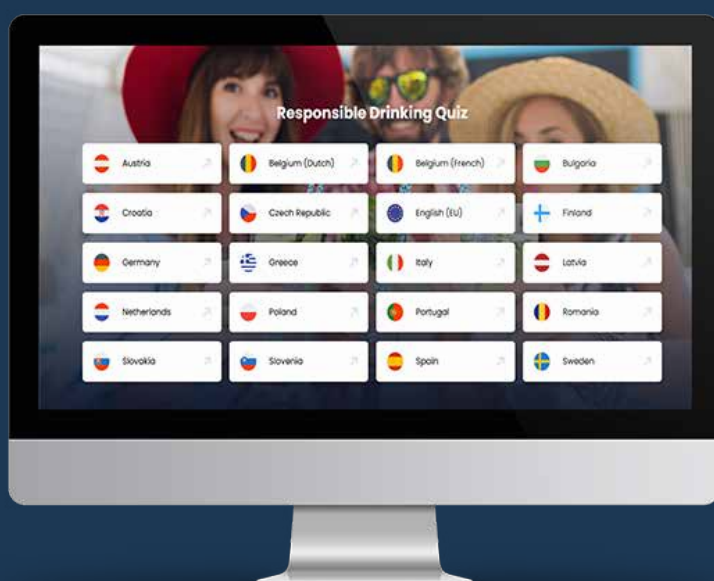 Responsible Drinking Quiz
Austria
Belgium (Dutch)
Belgium (French)
Bulgaria
Croatia
Czech Republic
English (EU)
Finland
Germany
Greece
Italy
Latvia
Netherlands
Poland
Portugal
Romania
Slovakia
Slovenia
Spain
Sweden